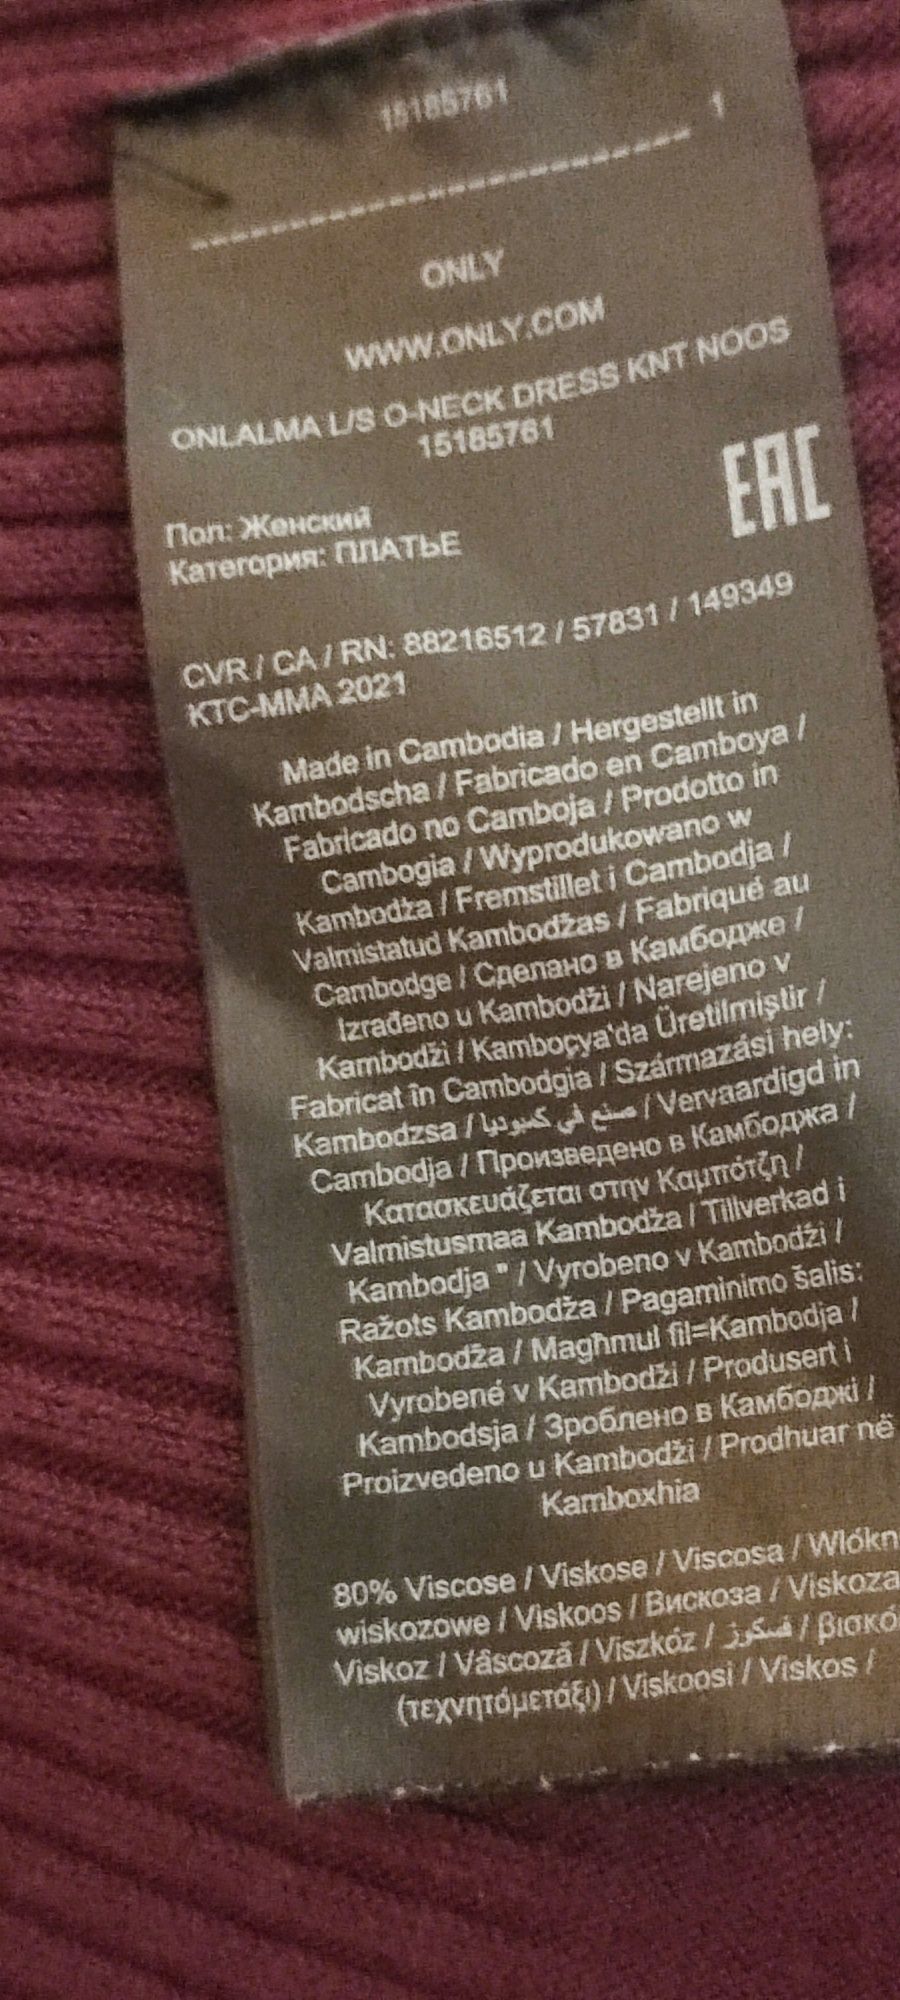 15185761
1
ONLY
WWW.ONLY.COM
ONLALMA L/S O-NECK DRESS KNT NOOS
15185761
EAC
Пол: Женский
Категория: ПЛАТЬЕ
CVR / CA / RN: 88216512 / 57831 / 149349
KTC-MMA 2021
Made in Cambodia / Hergestellt in
Kambodscha / Fabricado en Camboya /
Fabricado no Camboja / Prodotto in
Cambogia / Wyprodukowano w
Kambodża / Fremstillet i Cambodja /
Valmistatud Kambodžas / Fabriqué au
Cambodge / Сделано в Камбодже /
Izrađeno u Kambodži / Narejeno v
Kambodži / Kamboçya'da Üretilmiştir /
Fabricat în Cambodgia / Származási hely:
Kambodzsa / صنع في كمبوديا / Vervaardigd in
Cambodja / Произведено в Камбоджа /
Κατασκευάζεται στην Καμπότζη /
Valmistusmaa Kambodža / Tillverkad i
Kambodja * / Vyrobeno v Kambodži /
Ražots Kambodža / Pagaminimo šalis:
Kambodža / Magħmul fil=Kambodja /
Vyrobené v Kambodži / Produsert i
Kambodsja / Зроблено в Камбоджі /
Proizvedeno u Kambodži / Prodhuar në
Kamboxhia
80% Viscose / Viskose / Viscosa / Wlókn
wiskozowe / Viskoos / Вискоза / Viskoza
Viskoz / Vâscoză / Viszkóz / فسكوز / βισκό
(τεχνητόμετάξι) / Viskoosi / Viskos /